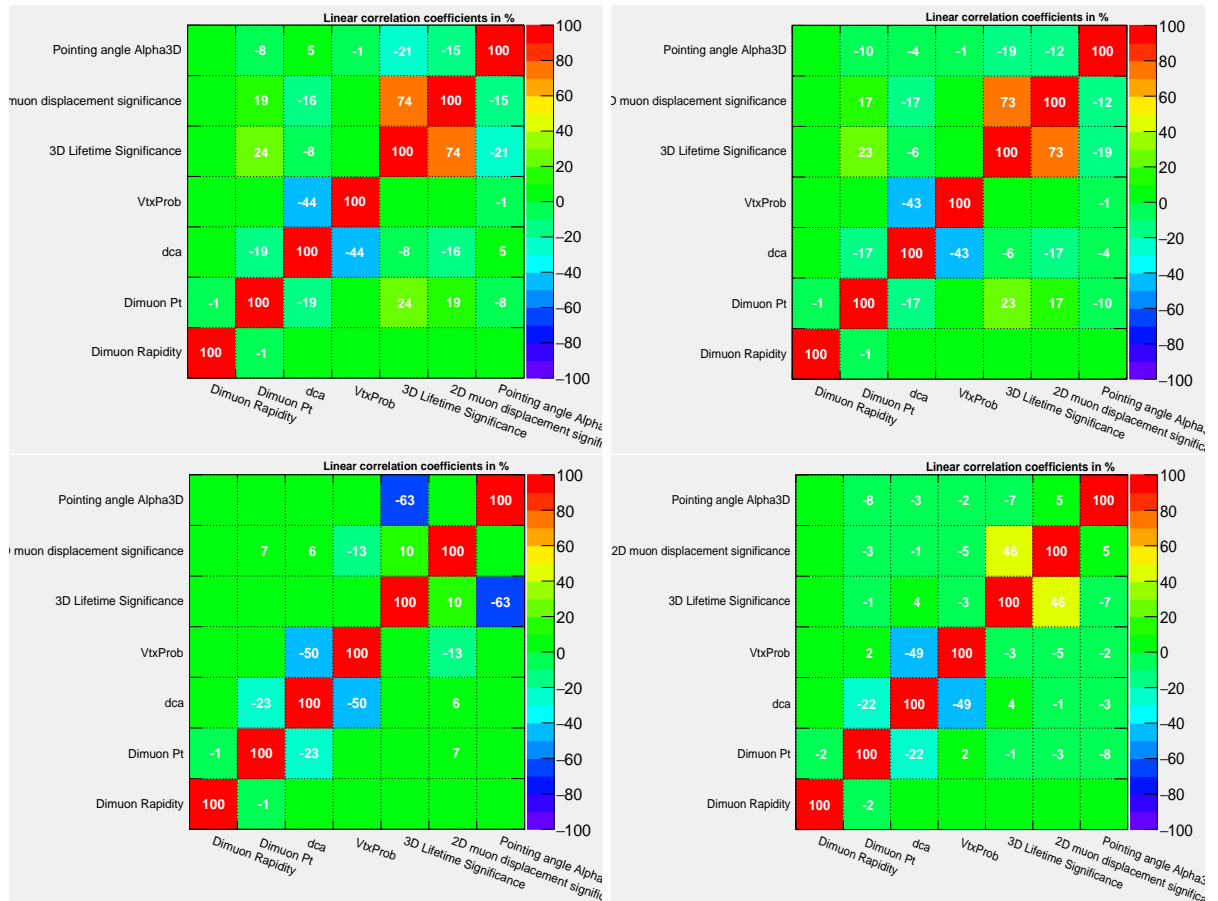 Linear correlation coefficients in %
Pointing angle Alpha3D -8 5 -1 -21 -15 100
muon displacement significance 19 -16 74 100 -15
3D Lifetime Significance 24 -8 100 74 -21
VtxProb -44 100 -1
dca -19 100 -44 -8 -16 5
Dimuon Pt -1 100 -19 24 19 -8
Dimuon Rapidity 100 -1
Dimuon Rapidity
Dimuon Pt
dca
VtxProb
3D Lifetime Significance
2D muon displacement signifi
Pointing angle Alpha
100
80
60
40
20
0
−20
−40
−60
−80
−100
Linear correlation coefficients in %
Pointing angle Alpha3D -10 -4 -1 -19 -12 100
D muon displacement significance 17 -17 73 100 -12
3D Lifetime Significance 23 -6 100 73 -19
VtxProb -43 100 -1
dca -17 100 -43 -6 -17 -4
Dimuon Pt -1 100 -17 23 17 -10
Dimuon Rapidity 100 -1
Dimuon Rapidity
Dimuon Pt
dca
VtxProb
3D Lifetime Significance
2D muon displacement significa
Pointing angle Alpha3
100
80
60
40
20
0
−20
−40
−60
−80
−100
Linear correlation coefficients in %
Pointing angle Alpha3D -63 100
muon displacement significance 7 6 -13 10 100
3D Lifetime Significance 100 10 -63
VtxProb -50 100 -13
dca -23 100 -50 6
Dimuon Pt -1 100 -23 7
Dimuon Rapidity 100 -1
Dimuon Rapidity
Dimuon Pt
dca
VtxProb
3D Lifetime Significance
2D muon displacement signific
Pointing angle Alpha
100
80
60
40
20
0
−20
−40
−60
−80
−100
Linear correlation coefficients in %
Pointing angle Alpha3D -8 -3 -2 -7 5 100
2D muon displacement significance -3 -1 -5 46 100 5
3D Lifetime Significance -1 4 -3 100 46 -7
VtxProb 2 -49 100 -3 -5 -2
dca -22 100 -49 4 -1 -3
Dimuon Pt -2 100 -22 2 -1 -3 -8
Dimuon Rapidity 100 -2
Dimuon Rapidity
Dimuon Pt
dca
VtxProb
3D Lifetime Significance
2D muon displacement significa
Pointing angle Alpha3
100
80
60
40
20
0
−20
−40
−60
−80
−100